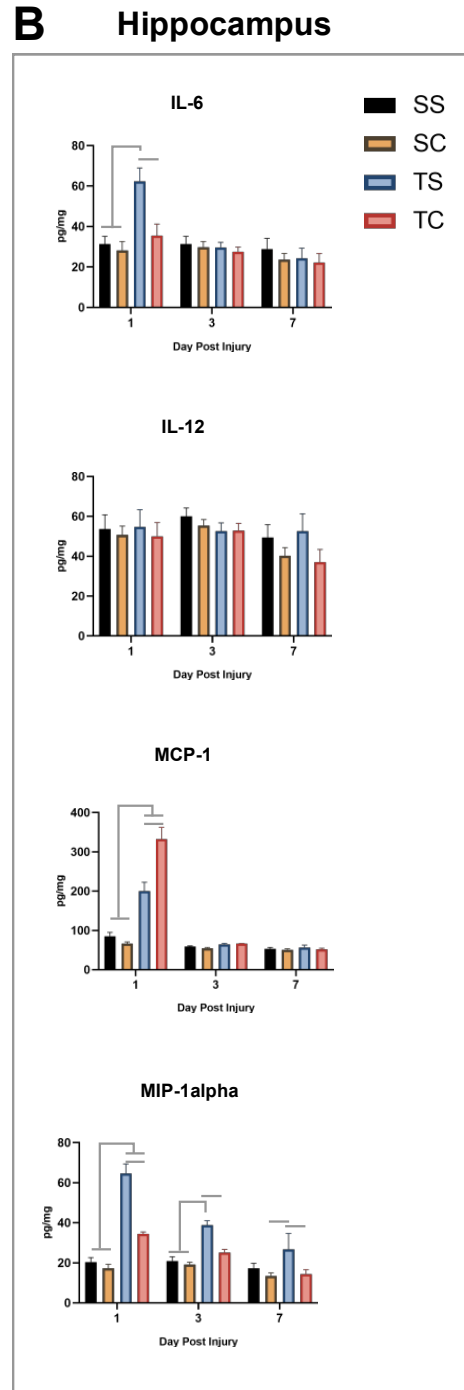 B Hippocampus
SS
SC
TS
TC
IL-6
80
60
40
20
0
pg/mg
1 3 7
Day Post Injury
IL-12
80
60
40
20
0
pg/mg
1 3 7
Day Post Injury
MCP-1
400
300
200
100
0
pg/mg
1 3 7
Day Post Injury
MIP-1alpha
80
60
40
20
0
pg/mg
1 3 7
Day Post Injury